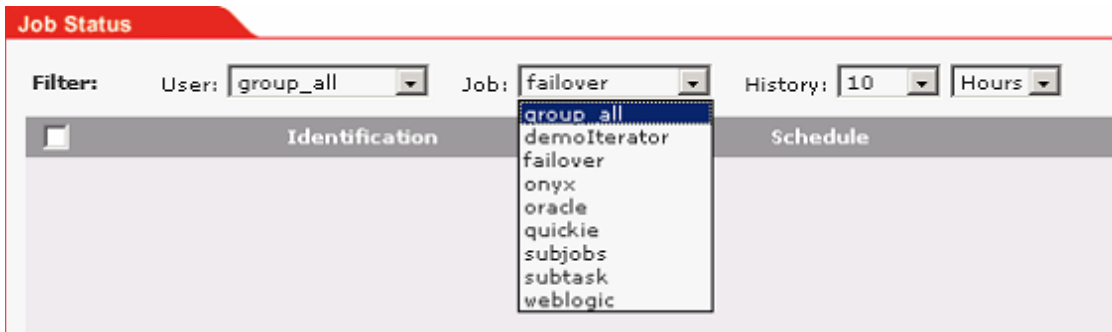 Job Status
Filter: User: group_all Job: failover History: 10 Hours
Identification Schedule
group_all
demoIterator
failover
onyx
oracle
quickie
subjobs
subtask
weblogic